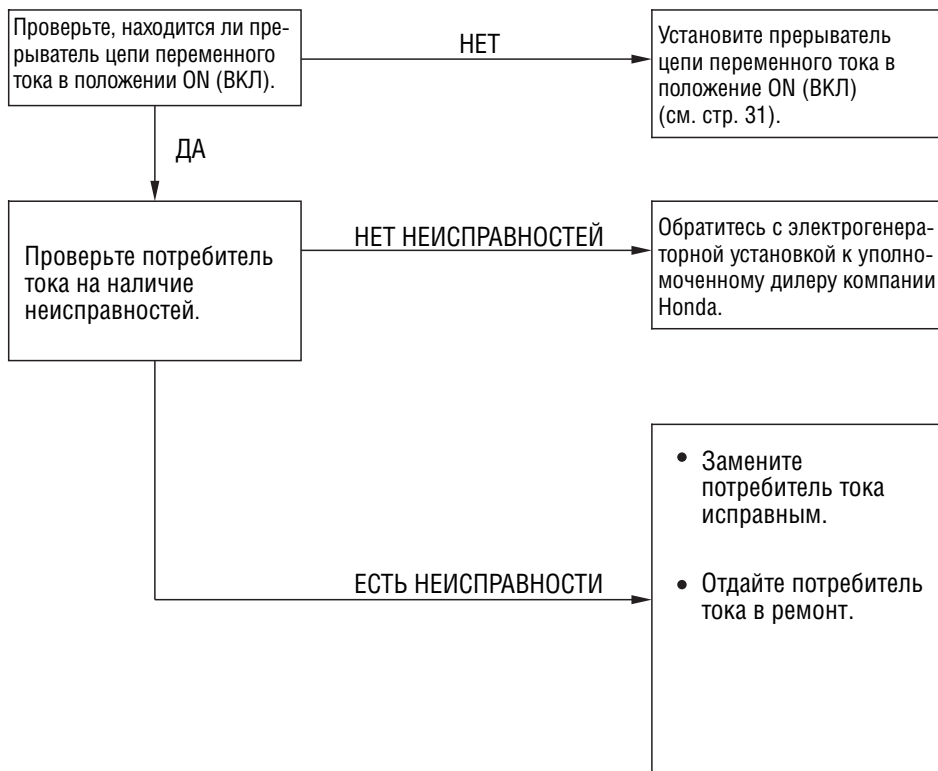 Проверьте, находится ли пре-
рыватель цепи переменного
тока в положении ON (ВКЛ).
НЕТ
Установите прерыватель
цепи переменного тока в
положение ON (ВКЛ)
(см. стр. 31).
ДА
Проверьте потребитель
тока на наличие
неисправностей.
НЕТ НЕИСПРАВНОСТЕЙ
Обратитесь с электрогенера-
торной установкой к уполно-
моченному дилеру компании
Honda.
ЕСТЬ НЕИСПРАВНОСТИ
• Замените
потребитель тока
исправным.
• Отдайте потребитель
тока в ремонт.